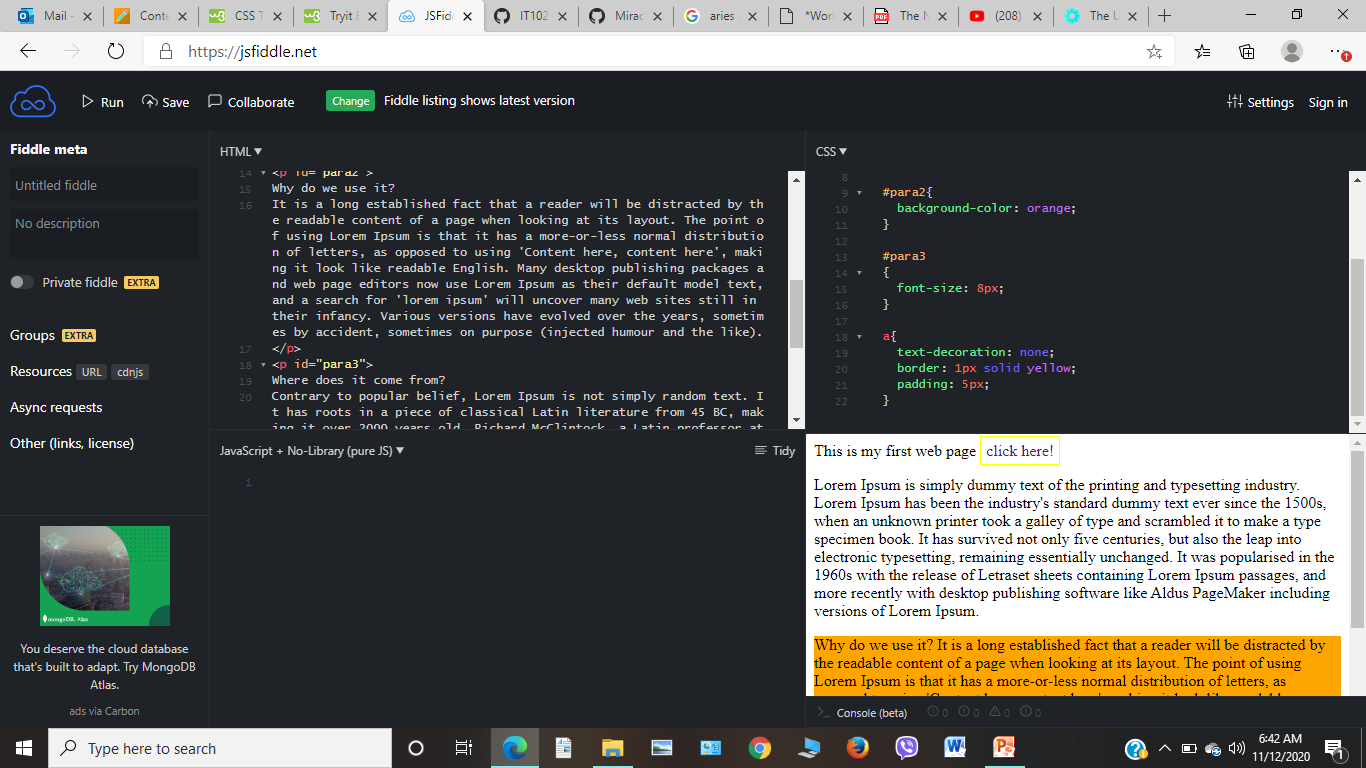 Mail -
Conte
CSS T
Tryit E
JSFidd
IT102
Mirac
aries
*Worl
The N
(208)
The U
https://jsfiddle.net
Run
Save
Collaborate
Change
Fiddle listing shows latest version
Settings
Sign in
Fiddle meta
Untitled fiddle
No description
Private fiddle EXTRA
Groups EXTRA
Resources URL cdnjs
Async requests
Other (links, license)
mongoDB. Atlas
You deserve the cloud database
that's built to adapt. Try MongoDB
Atlas.
ads via Carbon
HTML
14 <p id="para2">
15 Why do we use it?
16 It is a long established fact that a reader will be distracted by th
e readable content of a page when looking at its layout. The point o
f using Lorem Ipsum is that it has a more-or-less normal distributio
n of letters, as opposed to using 'Content here, content here', maki
ng it look like readable English. Many desktop publishing packages a
nd web page editors now use Lorem Ipsum as their default model text,
and a search for 'lorem ipsum' will uncover many web sites still in
their infancy. Various versions have evolved over the years, sometim
es by accident, sometimes on purpose (injected humour and the like).
17 </p>
18 <p id="para3">
19 Where does it come from?
20 Contrary to popular belief, Lorem Ipsum is not simply random text. I
t has roots in a piece of classical Latin literature from 45 BC, mak
ing it over 2000 years old. Richard McClintock, a Latin professor at
CSS
8
9 #para2{
10 background-color: orange;
11 }
12
13 #para3
14 {
15 font-size: 8px;
16 }
17
18 a{
19 text-decoration: none;
20 border: 1px solid yellow;
21 padding: 5px;
22 }
JavaScript + No-Library (pure JS)
Tidy
1
This is my first web page click here!
Lorem Ipsum is simply dummy text of the printing and typesetting industry.
Lorem Ipsum has been the industry's standard dummy text ever since the 1500s,
when an unknown printer took a galley of type and scrambled it to make a type
specimen book. It has survived not only five centuries, but also the leap into
electronic typesetting, remaining essentially unchanged. It was popularised in the
1960s with the release of Letraset sheets containing Lorem Ipsum passages, and
more recently with desktop publishing software like Aldus PageMaker including
versions of Lorem Ipsum.
Why do we use it? It is a long established fact that a reader will be distracted by
the readable content of a page when looking at its layout. The point of using
Lorem Ipsum is that it has a more-or-less normal distribution of letters, as
>_ Console (beta) 0 0 0 0
Type here to search
6:42 AM
11/12/2020
1